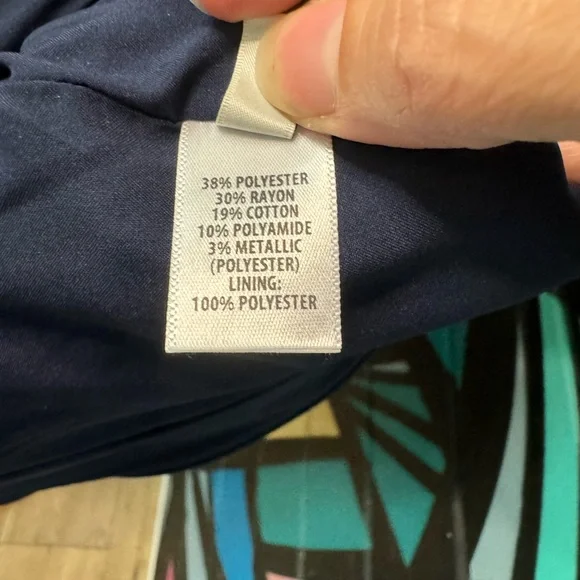 38% POLYESTER
30% RAYON
19% COTTON
10% POLYAMIDE
3% METALLIC
(POLYESTER)
LINING:
100% POLYESTER